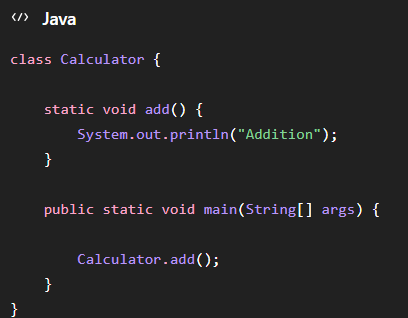 </> Java
class Calculator {
    static void add() {
        System.out.println("Addition");
    }
    public static void main(String[] args) {
        Calculator.add();
    }
}